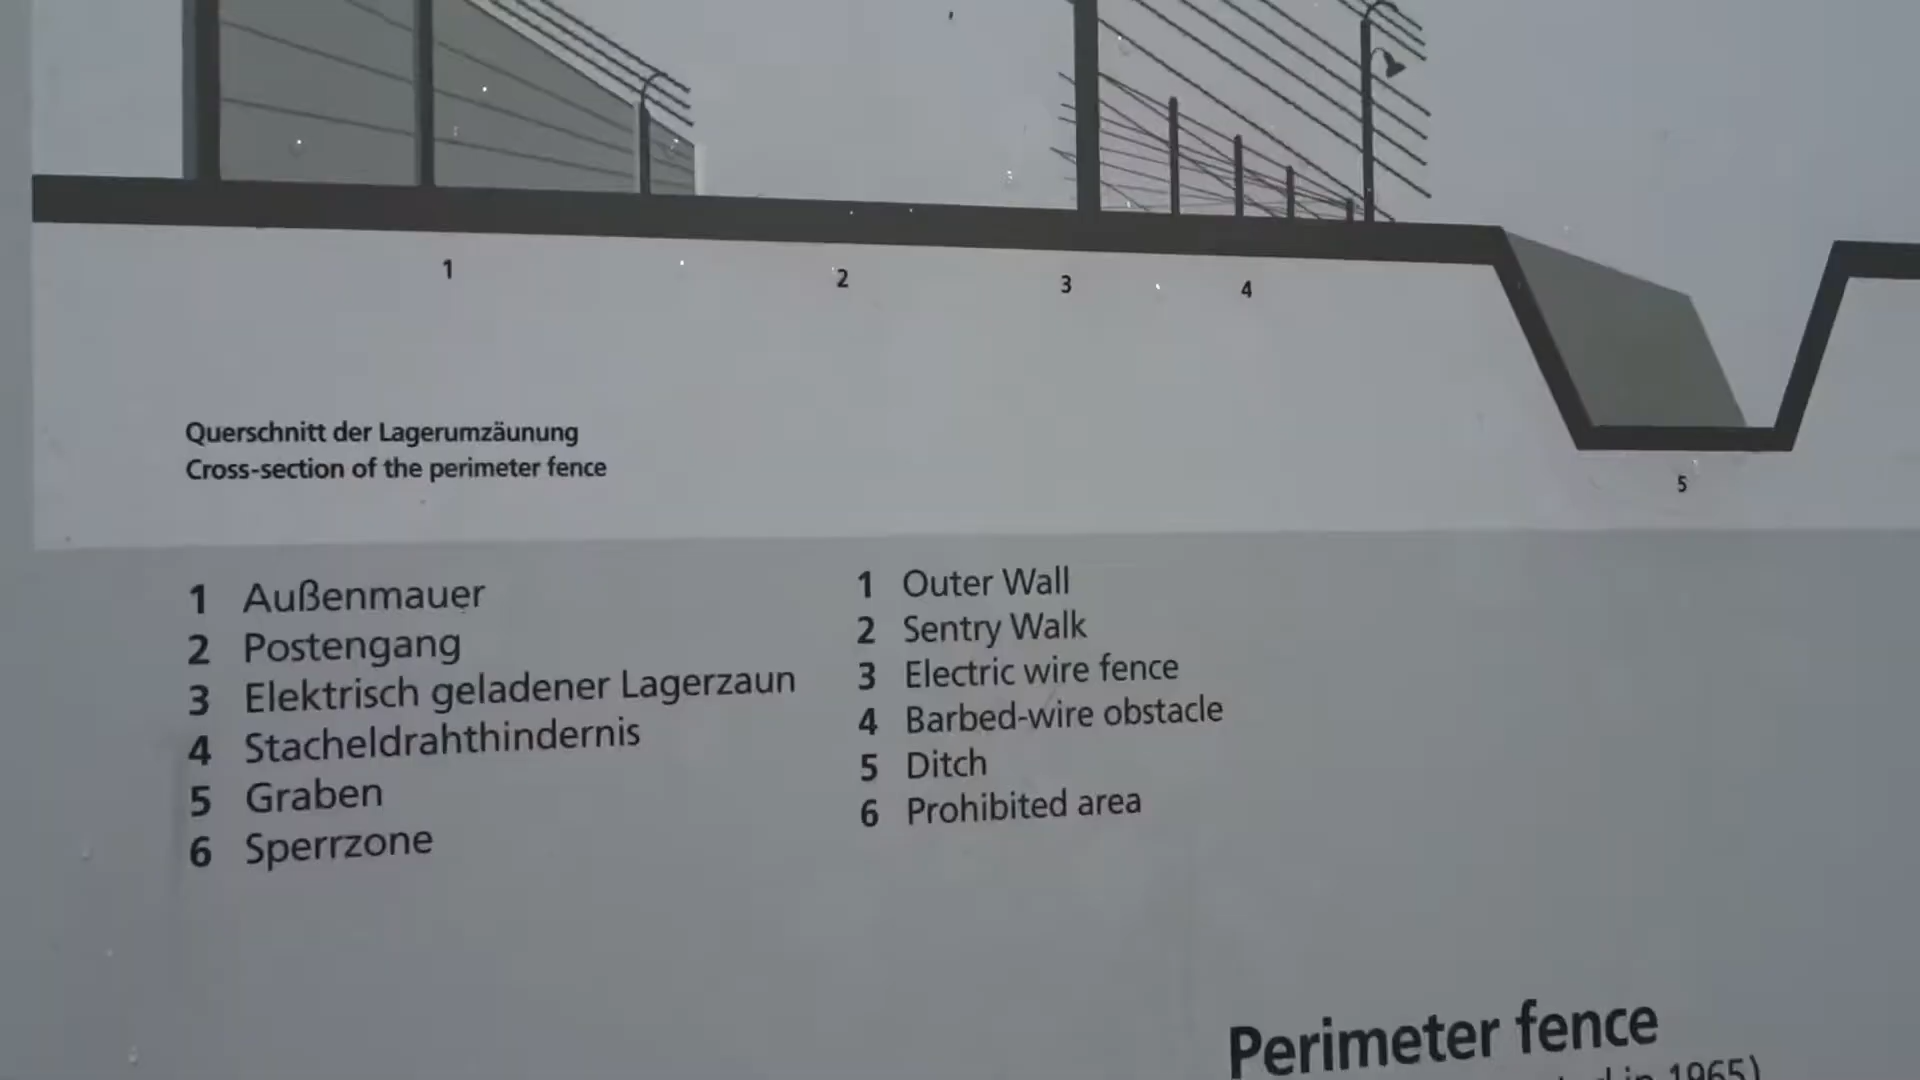 1 2 3 4
5
Querschnitt der Lagerumzäunung
Cross-section of the perimeter fence
1 Außenmauer
2 Postengang
3 Elektrisch geladener Lagerzaun
4 Stacheldrahthindernis
5 Graben
6 Sperrzone
1 Outer Wall
2 Sentry Walk
3 Electric wire fence
4 Barbed-wire obstacle
5 Ditch
6 Prohibited area
Perimeter fence
in 1965)